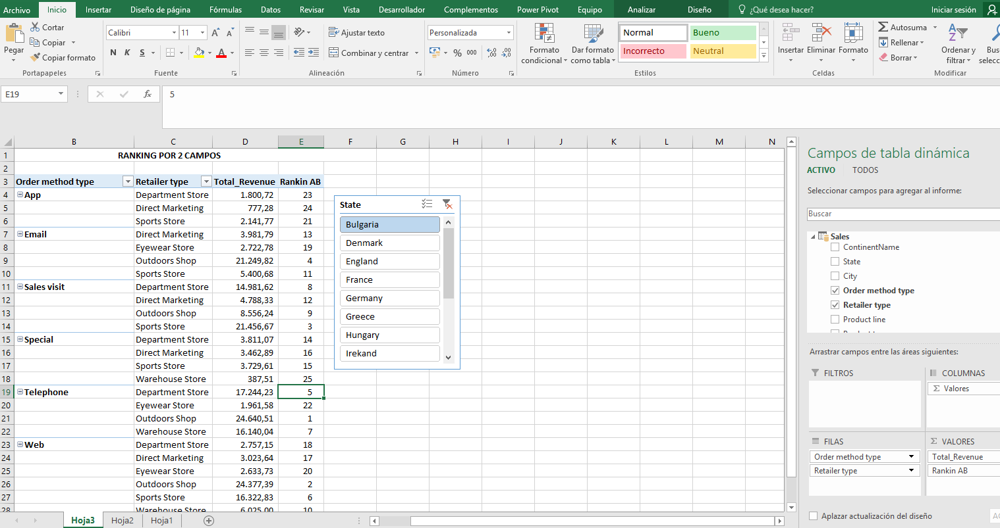 Archivo Inicio Insertar Diseño de página Fórmulas Datos Revisar Vista Desarrollador Complementos Power Pivot Equipo Analizar Diseño ¿Qué desea hacer? Iniciar sesión
Pegar
Cortar
Copiar
Copiar formato
Portapapeles
Calibri 11
N K S
Fuente
Ajustar texto
Combinar y centrar
Alineación
Personalizada
% 000
Número
Formato condicional
Dar formato como tabla
Normal Bueno
Incorrecto Neutral
Estilos
Insertar Eliminar Formato
Celdas
Autosuma
Rellenar
Borrar
Ordenar y filtrar
Modificar
E19 fx 5
B C D E F G H I J K L M N
1 RANKING POR 2 CAMPOS
2
3 Order method type Retailer type Total_Revenue Rankin AB
4 App Department Store 1.800,72 23
5 Direct Marketing 777,28 24
6 Sports Store 2.141,77 21
7 Email Direct Marketing 3.981,79 13
8 Eyewear Store 2.722,78 19
9 Outdoors Shop 21.249,82 4
10 Sports Store 5.400,68 11
11 Sales visit Department Store 14.981,62 8
12 Direct Marketing 4.788,33 12
13 Outdoors Shop 8.556,24 9
14 Sports Store 21.456,67 3
15 Special Department Store 3.811,07 14
16 Direct Marketing 3.462,89 16
17 Sports Store 3.729,61 15
18 Warehouse Store 387,51 25
19 Telephone Department Store 17.244,23 5
20 Eyewear Store 1.961,58 22
21 Outdoors Shop 24.640,51 1
22 Warehouse Store 16.140,04 7
23 Web Department Store 2.757,15 18
24 Direct Marketing 3.023,64 17
25 Eyewear Store 2.633,73 20
26 Outdoors Shop 24.377,39 2
27 Sports Store 16.322,83 6
28 Warehouse Store 6.025,00 10
State
Bulgaria
Denmark
England
France
Germany
Greece
Hungary
Irekand
Hoja3 Hoja2 Hoja1
Campos de tabla dinámica
ACTIVO TODOS
Seleccionar campos para agregar al informe:
Buscar
Sales
ContinentName
State
City
Order method type
Retailer type
Product line
Arrastrar campos entre las áreas siguientes:
FILTROS
COLUMNAS
Σ Valores
FILAS
Order method type
Retailer type
Σ VALORES
Total_Revenue
Rankin AB
Aplazar actualización del diseño